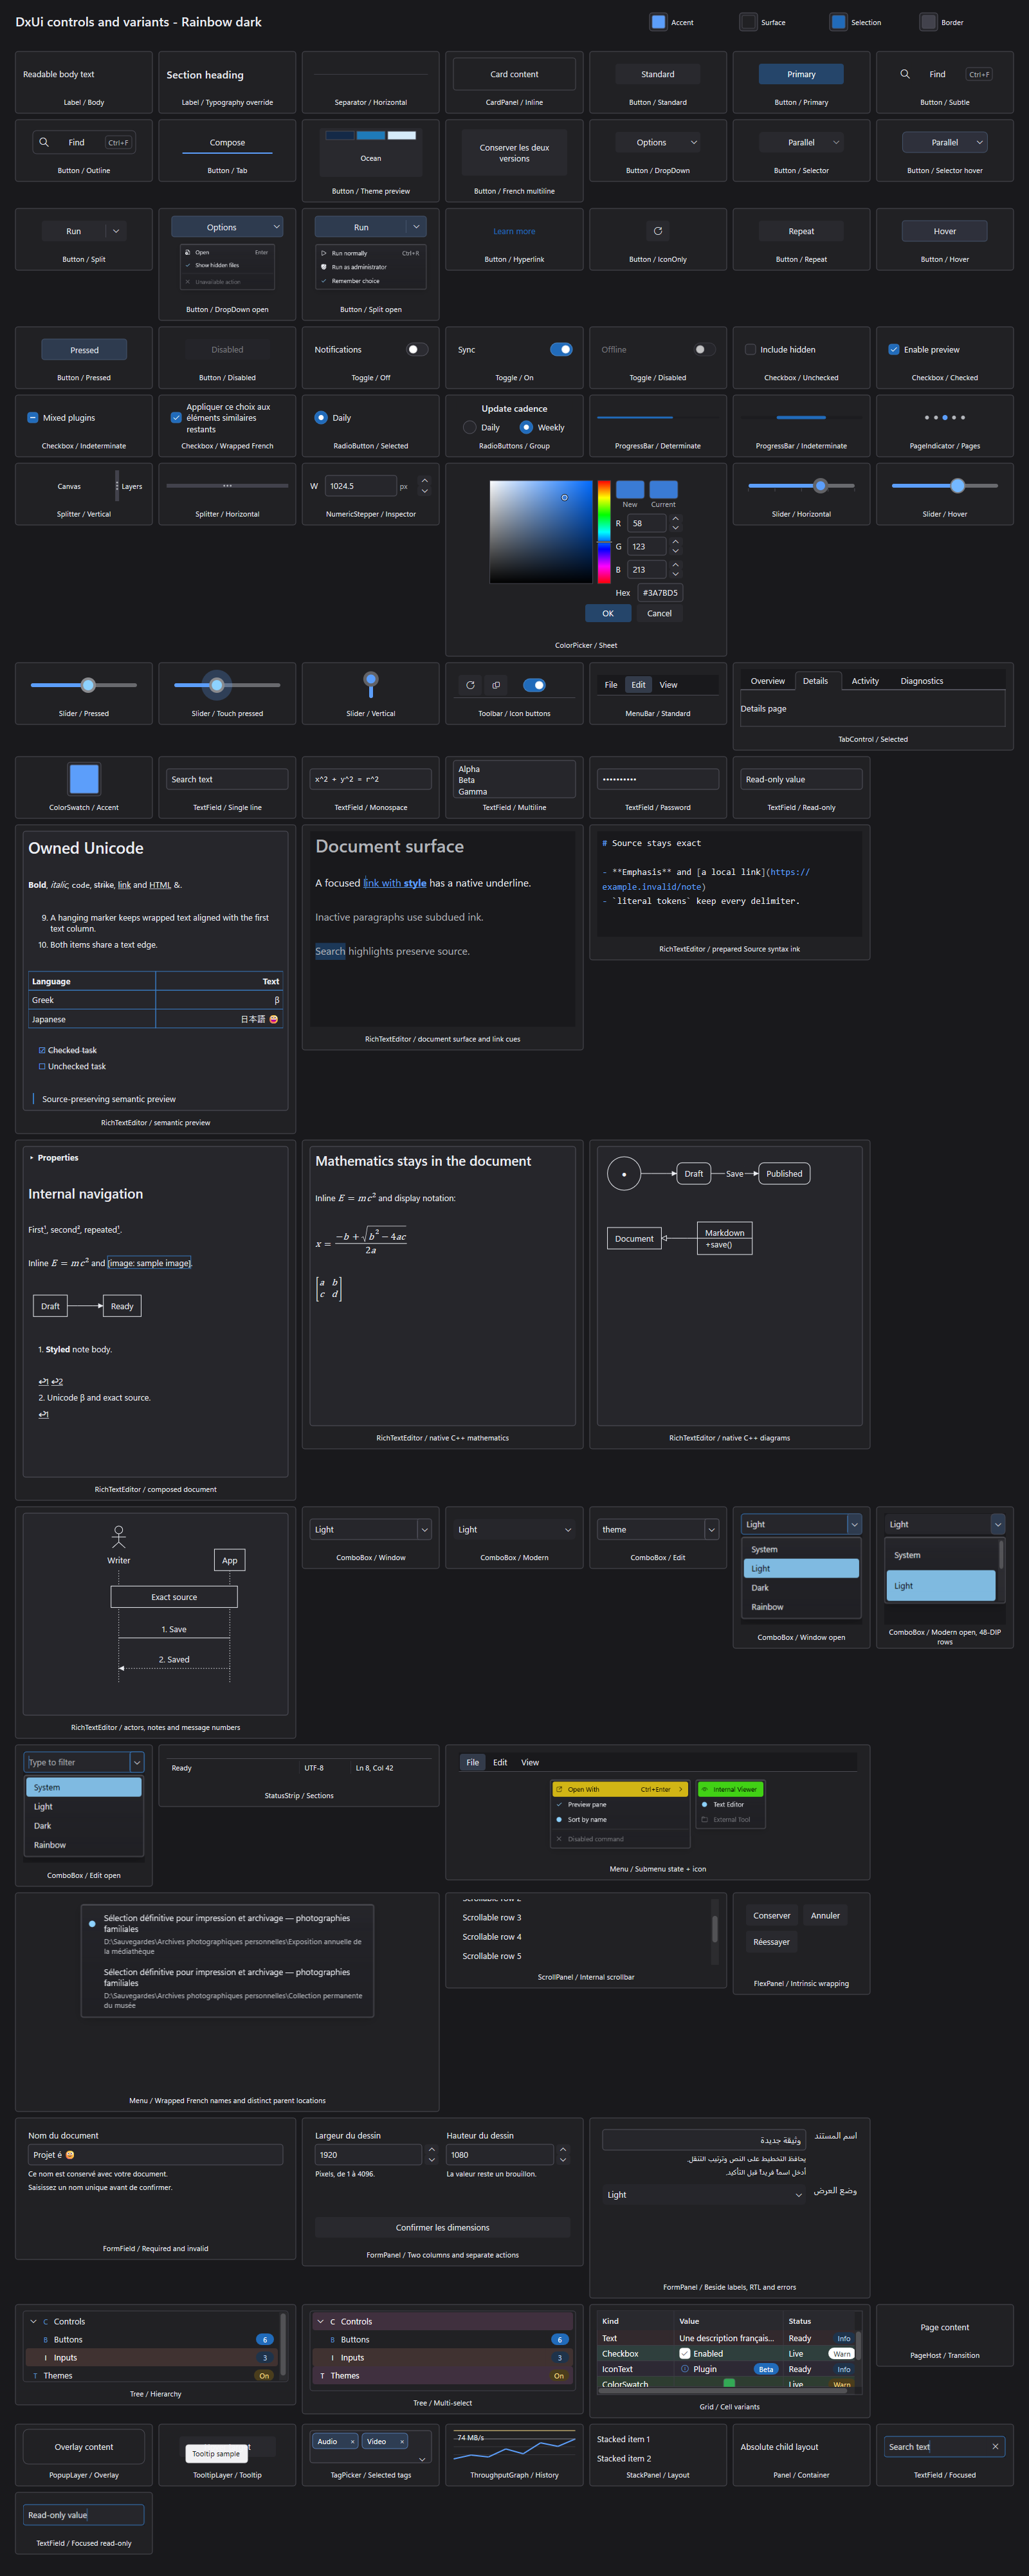 DxUi controls and variants - Rainbow dark
Accent
Surface
Selection
Border
Readable body text
Label / Body
Section heading
Label / Typography override
Separator / Horizontal
Card content
CardPanel / Inline
Standard
Button / Standard
Primary
Button / Primary
Find Ctrl+F
Button / Subtle
Find Ctrl+F
Button / Outline
Compose
Button / Tab
Ocean
Button / Theme preview
Conserver les deux
versions
Button / French multiline
Options
Button / DropDown
Parallel
Button / Selector
Parallel
Button / Selector hover
Run
Button / Split
Options
Open Enter
Show hidden files
Unavailable action
Button / DropDown open
Run
Run normally Ctrl+R
Run as administrator
Remember choice
Button / Split open
Learn more
Button / Hyperlink
Button / IconOnly
Repeat
Button / Repeat
Hover
Button / Hover
Pressed
Button / Pressed
Disabled
Button / Disabled
Notifications
Toggle / Off
Sync
Toggle / On
Offline
Toggle / Disabled
Include hidden
Checkbox / Unchecked
Enable preview
Checkbox / Checked
Mixed plugins
Checkbox / Indeterminate
Appliquer ce choix aux
éléments similaires
restants
Checkbox / Wrapped French
Daily
RadioButton / Selected
Update cadence
Daily Weekly
RadioButtons / Group
ProgressBar / Determinate
ProgressBar / Indeterminate
PageIndicator / Pages
Canvas Layers
Splitter / Vertical
Splitter / Horizontal
W 1024.5 px
NumericStepper / Inspector
New Current
R 58
G 123
B 213
Hex #3A7BD5
OK Cancel
ColorPicker / Sheet
Slider / Horizontal
Slider / Hover
Slider / Pressed
Slider / Touch pressed
Slider / Vertical
Toolbar / Icon buttons
File Edit View
MenuBar / Standard
Overview Details Activity Diagnostics
Details page
TabControl / Selected
ColorSwatch / Accent
Search text
TextField / Single line
x^2 + y^2 = r^2
TextField / Monospace
Alpha
Beta
Gamma
TextField / Multiline
••••••••••
TextField / Password
Read-only value
TextField / Read-only
Owned Unicode
Bold, italic, code, strike, link and HTML &.
9. A hanging marker keeps wrapped text aligned with the first
text column.
10. Both items share a text edge.
Language Text
Greek β
Japanese 日本語 😄
Checked task
Unchecked task
Source-preserving semantic preview
RichTextEditor / semantic preview
Document surface
A focused link with style has a native underline.
Inactive paragraphs use subdued ink.
Search highlights preserve source.
RichTextEditor / document surface and link cues
# Source stays exact
- **Emphasis** and [a local link](https://
example.invalid/note)
- `literal tokens` keep every delimiter.
RichTextEditor / prepared Source syntax ink
Properties
Internal navigation
First¹, second², repeated¹.
Inline E = mc² and [image: sample image].
Draft Ready
1. Styled note body.
↩1 ↩2
2. Unicode β and exact source.
↩1
RichTextEditor / composed document
Mathematics stays in the document
Inline E = mc² and display notation:
x = −b + √b² − 4ac
2a
a b
c d
RichTextEditor / native C++ mathematics
Draft Save Published
Document
Markdown
+save()
RichTextEditor / native C++ diagrams
Writer App
Exact source
1. Save
2. Saved
RichTextEditor / actors, notes and message numbers
Light
ComboBox / Window
Light
ComboBox / Modern
theme
ComboBox / Edit
Light
System
Light
Dark
Rainbow
ComboBox / Window open
Light
System
Light
ComboBox / Modern open, 48-DIP
rows
Type to filter
System
Light
Dark
Rainbow
ComboBox / Edit open
Ready UTF-8 Ln 8, Col 42
StatusStrip / Sections
File Edit View
Open With Ctrl+Enter
Preview pane
Sort by name
Disabled command
Internal Viewer
Text Editor
External Tool
Menu / Submenu state + icon
Sélection définitive pour impression et archivage — photographies
familiales
D:\Sauvegardes\Archives photographiques personnelles\Exposition annuelle de
la médiathèque
Sélection définitive pour impression et archivage — photographies
familiales
D:\Sauvegardes\Archives photographiques personnelles\Collection permanente
du musée
Menu / Wrapped French names and distinct parent locations
Scrollable row 2
Scrollable row 3
Scrollable row 4
Scrollable row 5
ScrollPanel / Internal scrollbar
Conserver Annuler
Réessayer
FlexPanel / Intrinsic wrapping
Nom du document
Projet é 😀
Ce nom est conservé avec votre document.
Saisissez un nom unique avant de confirmer.
FormField / Required and invalid
Largeur du dessin Hauteur du dessin
1920 1080
Pixels, de 1 à 4096. La valeur reste un brouillon.
Confirmer les dimensions
FormPanel / Two columns and separate actions
اسم المستند
وثيقة جديدة
يحافظ التخطيط على النص وترتيب التنقل.
أدخل اسماً فريداً قبل التأكيد.
وضع العرض
Light
FormPanel / Beside labels, RTL and errors
C Controls
B Buttons 6
I Inputs 3
T Themes On
Tree / Hierarchy
C Controls
B Buttons 6
I Inputs 3
T Themes On
Tree / Multi-select
Kind Value Status
Text Une description français... Ready Info
Checkbox Enabled Live Warn
IconText Plugin Beta Ready Info
ColorSwatch Live Warn
Grid / Cell variants
Page content
PageHost / Transition
Overlay content
PopupLayer / Overlay
Tooltip sample
TooltipLayer / Tooltip
Audio × Video ×
TagPicker / Selected tags
74 MB/s
ThroughputGraph / History
Stacked item 1
Stacked item 2
StackPanel / Layout
Absolute child layout
Panel / Container
Search text
TextField / Focused
Read-only value
TextField / Focused read-only